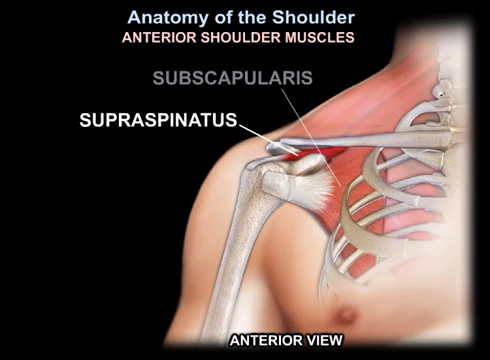 Anatomy of the Shoulder
ANTERIOR SHOULDER MUSCLES
SUBSCAPULARIS
SUPRASPINATUS
ANTERIOR VIEW